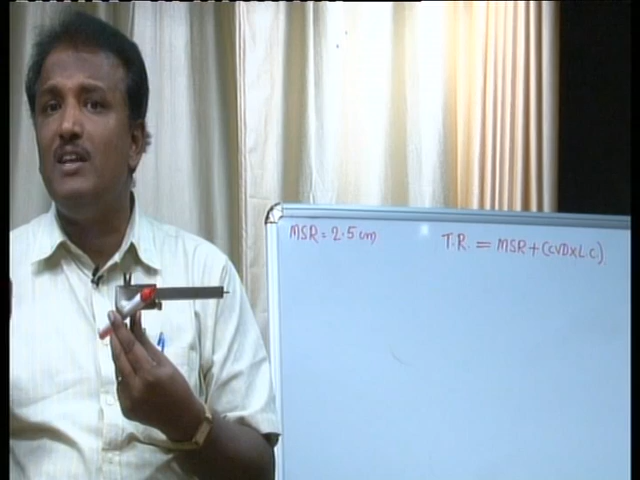 MSR = 2.5 cm
T.R. = MSR + (CVD x L.C).